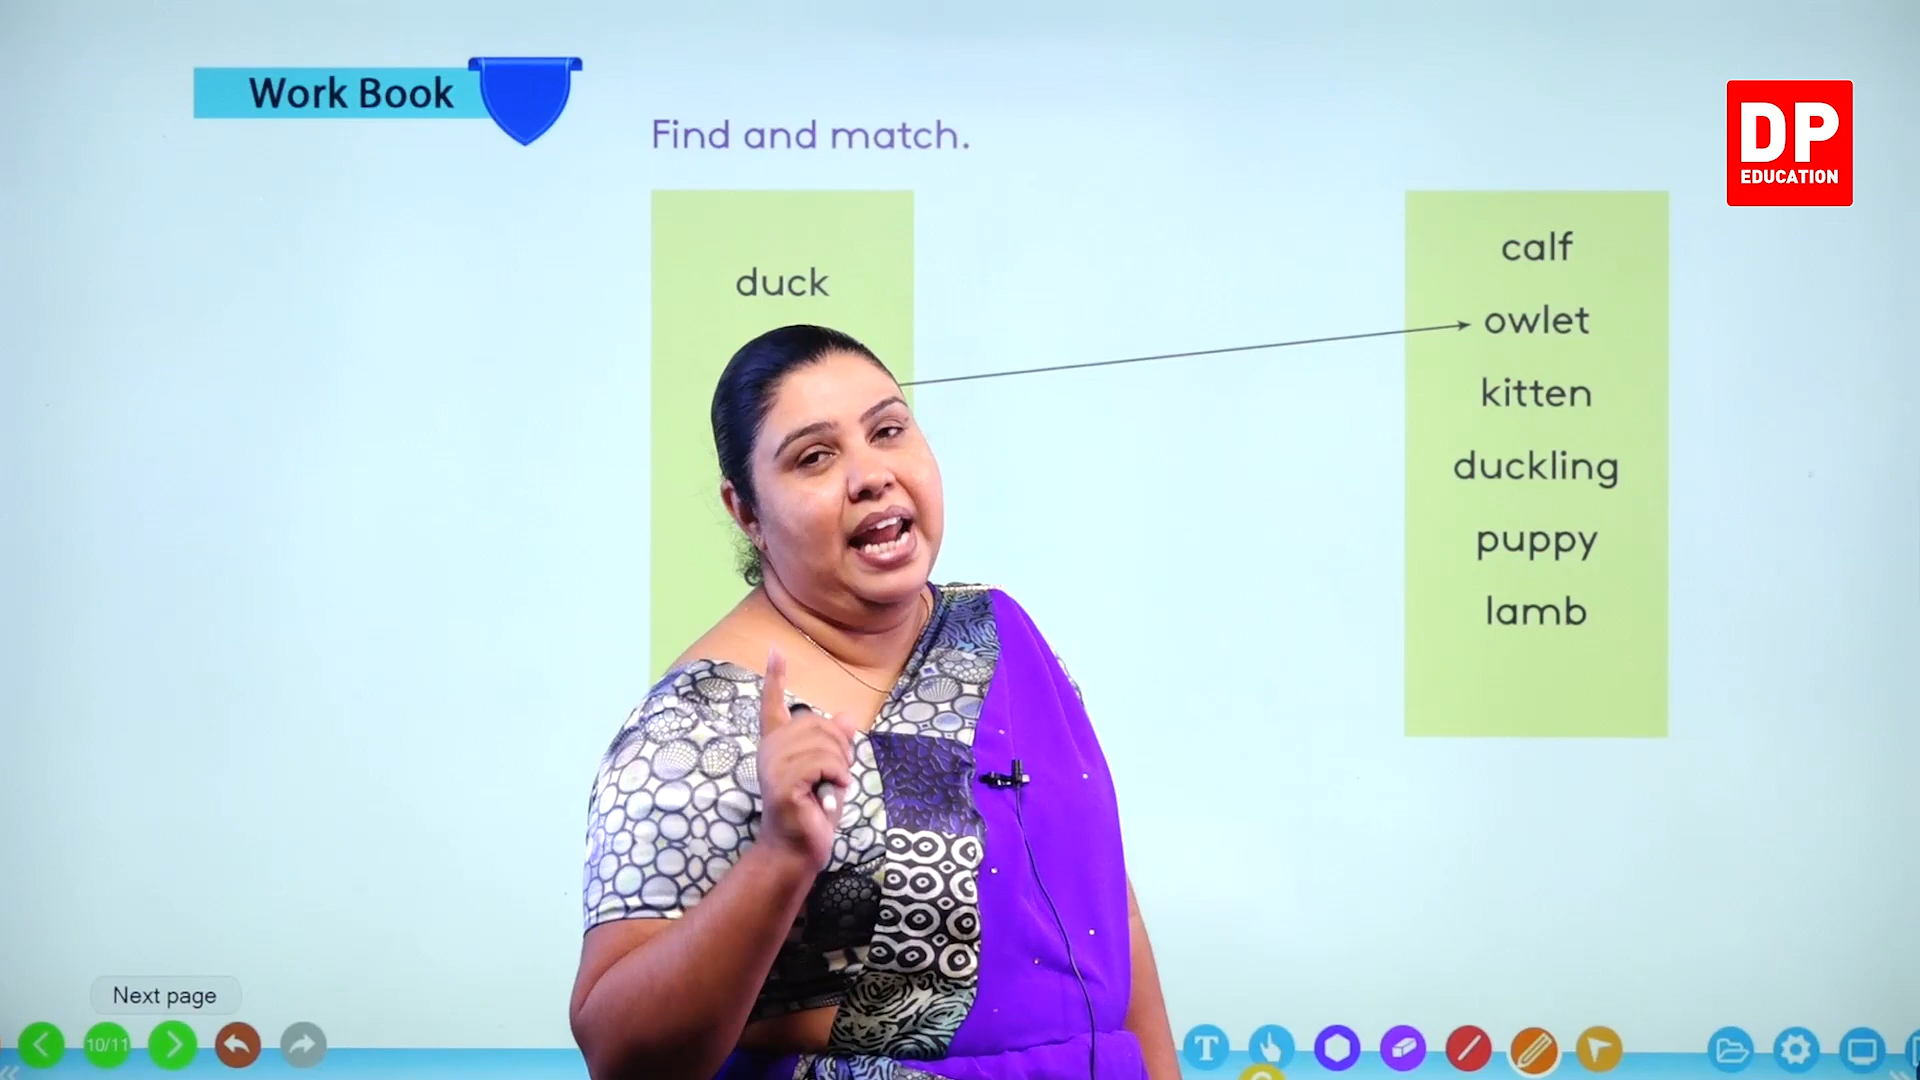 Work Book
Find and match.
DP
EDUCATION
duck
calf
owlet
kitten
duckling
puppy
lamb
Next page
10/11
T